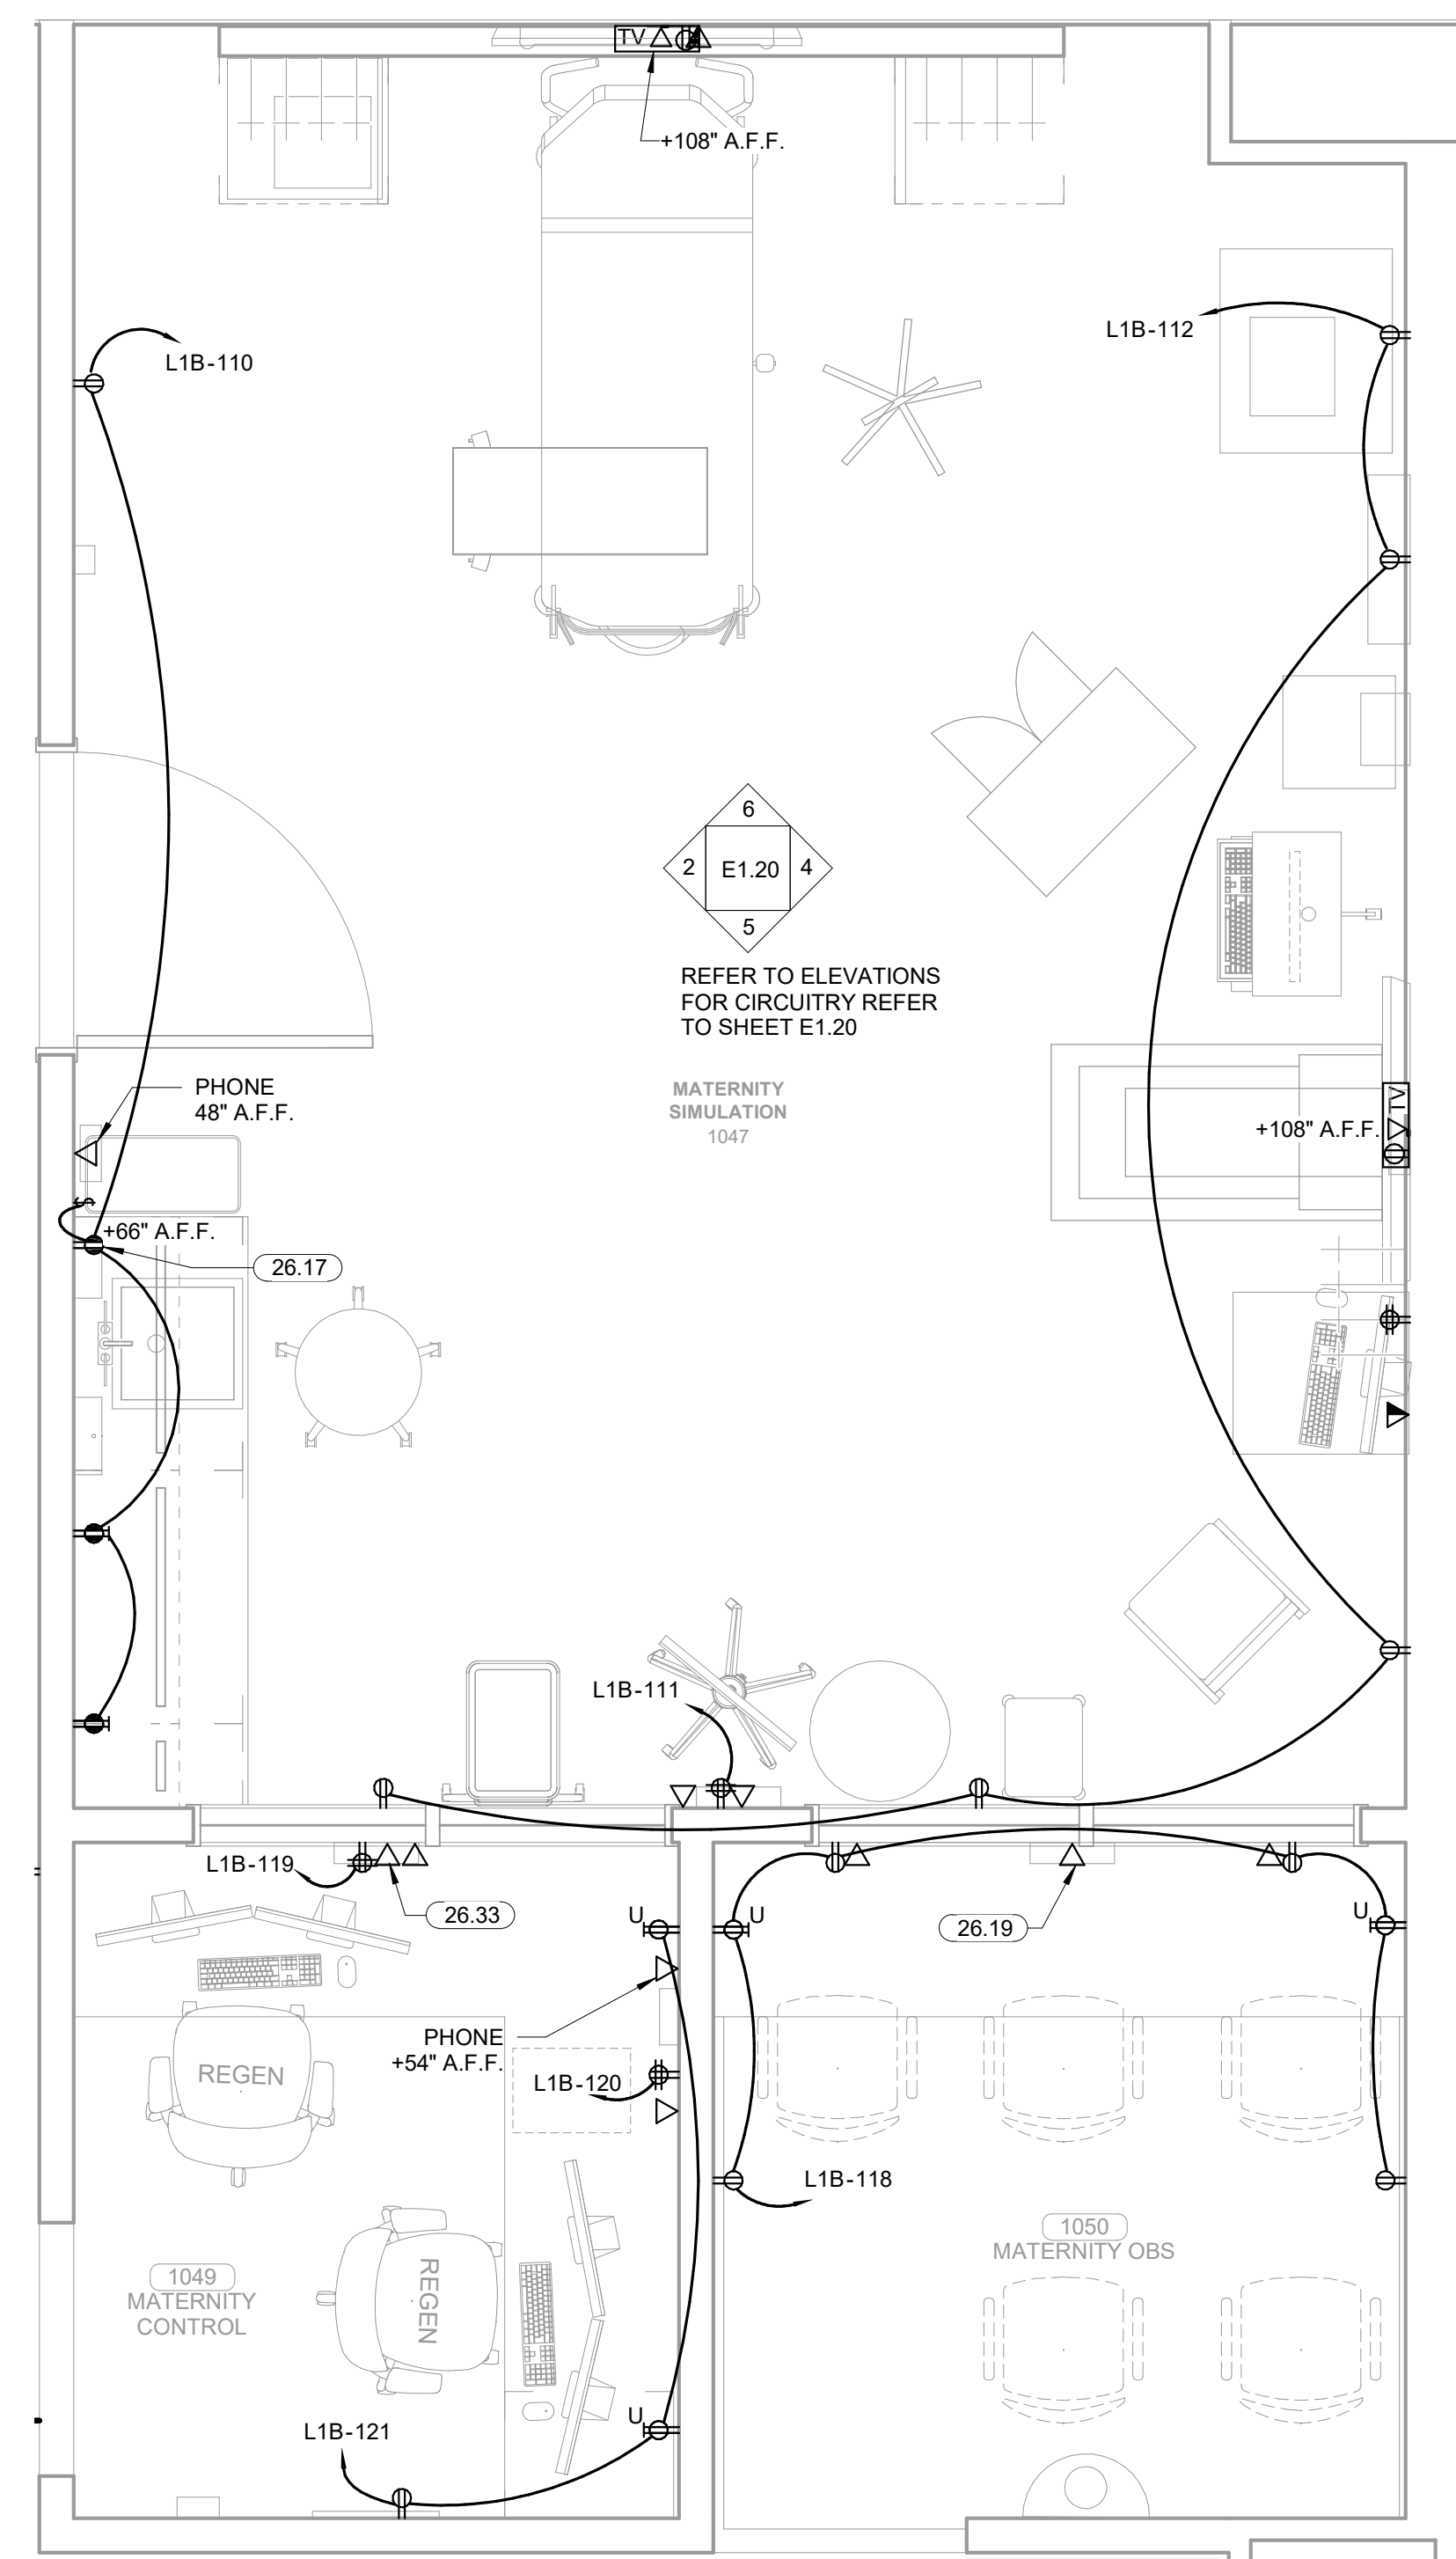 TV
+108" A.F.F.
L1B-112
L1B-110
6
2
E1.20
4
5
REFER TO ELEVATIONS
FOR CIRCUITRY REFER
TO SHEET E1.20
PHONE
48" A.F.F.
MATERNITY
SIMULATION
1047
TV
+108" A.F.F.
S
+66" A.F.F.
26.17
L1B-111
L1B-119
26.33
26.19
U
U
U
PHONE
+54" A.F.F.
REGEN
L1B-120
L1B-118
1050
MATERNITY OBS
1049
MATERNITY
CONTROL
REGEN
U
L1B-121